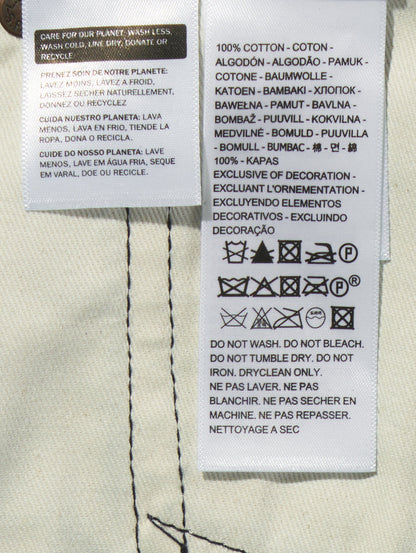 CARE FOR OUR PLANET: WASH LESS,
WASH COLD, LINE DRY, DONATE OR
RECYCLE
PRENEZ SOIN DE NOTRE PLANETE:
LAVEZ MOINS, LAVEZ A FROID,
LAISSEZ SECHER NATURELLEMENT,
DONNEZ OU RECYCLEZ
CUIDA NUESTRO PLANETA: LAVA
MENOS, LAVA EN FRIO, TIENDE LA
ROPA, DONA O RECICLA.
CUIDE DO NOSSO PLANETA: LAVE
MENOS, LAVE EM ÁGUA FRIA, SEQUE
EM VARAL, DOE OU RECICLE.
100% COTTON - COTON -
ALGODÓN - ALGODÃO - PAMUK -
COTONE - BAUMWOLLE -
KATOEN - BAMBAKI - ХЛОПОК -
BAWEŁNA - PAMUT - BAVLNA -
BOMBAŽ - PUUVILL - KOKVILNA -
MEDVILNĖ - BOMULD - PUUVILLA
- BOMULL - BUMBAC - 棉 - 면 - 錦
100% - KAPAS
EXCLUSIVE OF DECORATION -
EXCLUANT L'ORNEMENTATION -
EXCLUYENDO ELEMENTOS
DECORATIVOS - EXCLUINDO
DECORAÇÃO
P
P®
DO NOT WASH. DO NOT BLEACH.
DO NOT TUMBLE DRY. DO NOT
IRON. DRYCLEAN ONLY.
NE PAS LAVER. NE PAS
BLANCHIR. NE PAS SECHER EN
MACHINE. NE PAS REPASSER.
NETTOYAGE A SEC